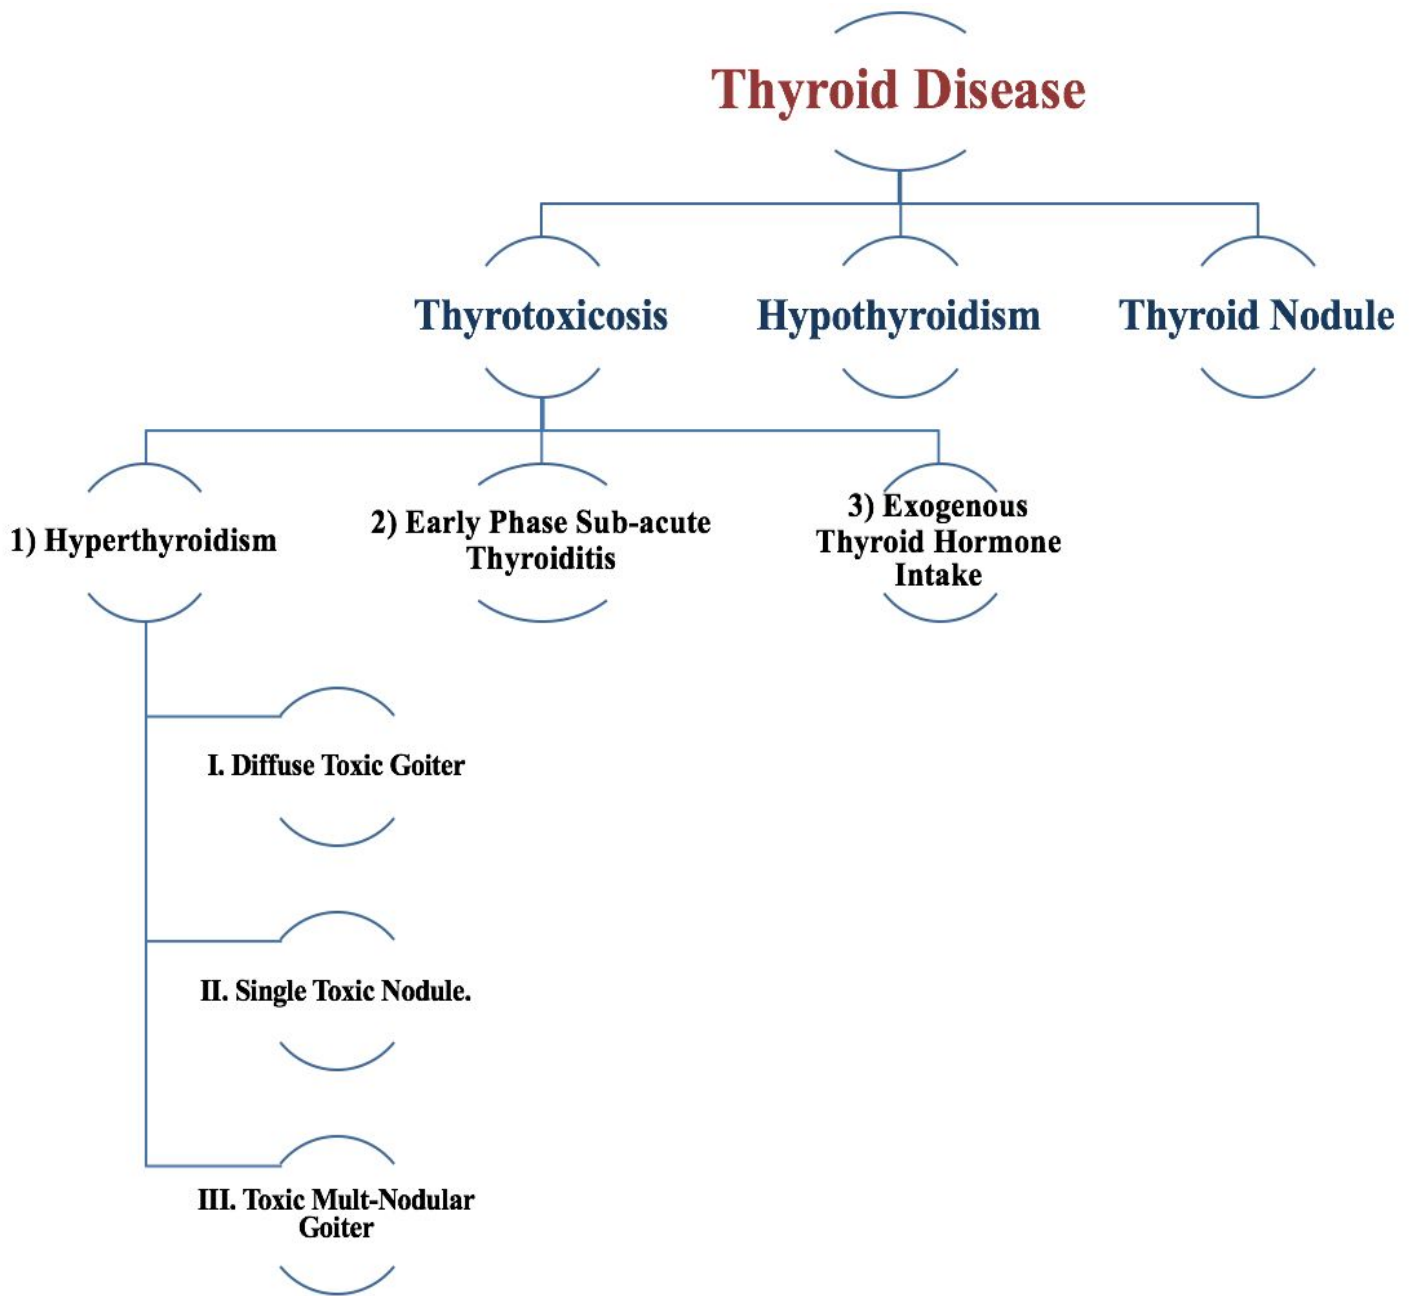 Thyroid Disease
Thyrotoxicosis
Hypothyroidism
Thyroid Nodule
1) Hyperthyroidism
2) Early Phase Sub-acute
Thyroiditis
3) Exogenous
Thyroid Hormone
Intake
I. Diffuse Toxic Goiter
II. Single Toxic Nodule.
III. Toxic Mult-Nodular
Goiter